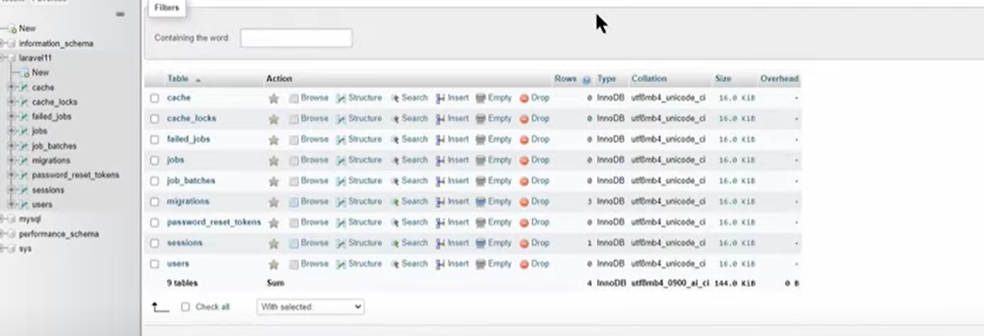 Filters
Containing the word:
New
information_schema
laravel11
New
cache
cache_locks
failed_jobs
jobs
job_batches
migrations
password_reset_tokens
sessions
users
mysql
performance_schema
sys
Table Action Rows Type Collation Size Overhead
cache Browse Structure Search Insert Empty Drop 0 InnoDB utf8mb4_unicode_ci 16.0 KiB -
cache_locks Browse Structure Search Insert Empty Drop 0 InnoDB utf8mb4_unicode_ci 16.0 KiB -
failed_jobs Browse Structure Search Insert Empty Drop 0 InnoDB utf8mb4_unicode_ci 16.0 KiB -
jobs Browse Structure Search Insert Empty Drop 0 InnoDB utf8mb4_unicode_ci 16.0 KiB -
job_batches Browse Structure Search Insert Empty Drop 0 InnoDB utf8mb4_unicode_ci 16.0 KiB -
migrations Browse Structure Search Insert Empty Drop 3 InnoDB utf8mb4_unicode_ci 16.0 KiB -
password_reset_tokens Browse Structure Search Insert Empty Drop 0 InnoDB utf8mb4_unicode_ci 16.0 KiB -
sessions Browse Structure Search Insert Empty Drop 1 InnoDB utf8mb4_unicode_ci 16.0 KiB -
users Browse Structure Search Insert Empty Drop 0 InnoDB utf8mb4_unicode_ci 16.0 KiB -
9 tables Sum 4 InnoDB utf8mb4_0900_ai_ci 144.0 KiB 0 B
Check all With selected